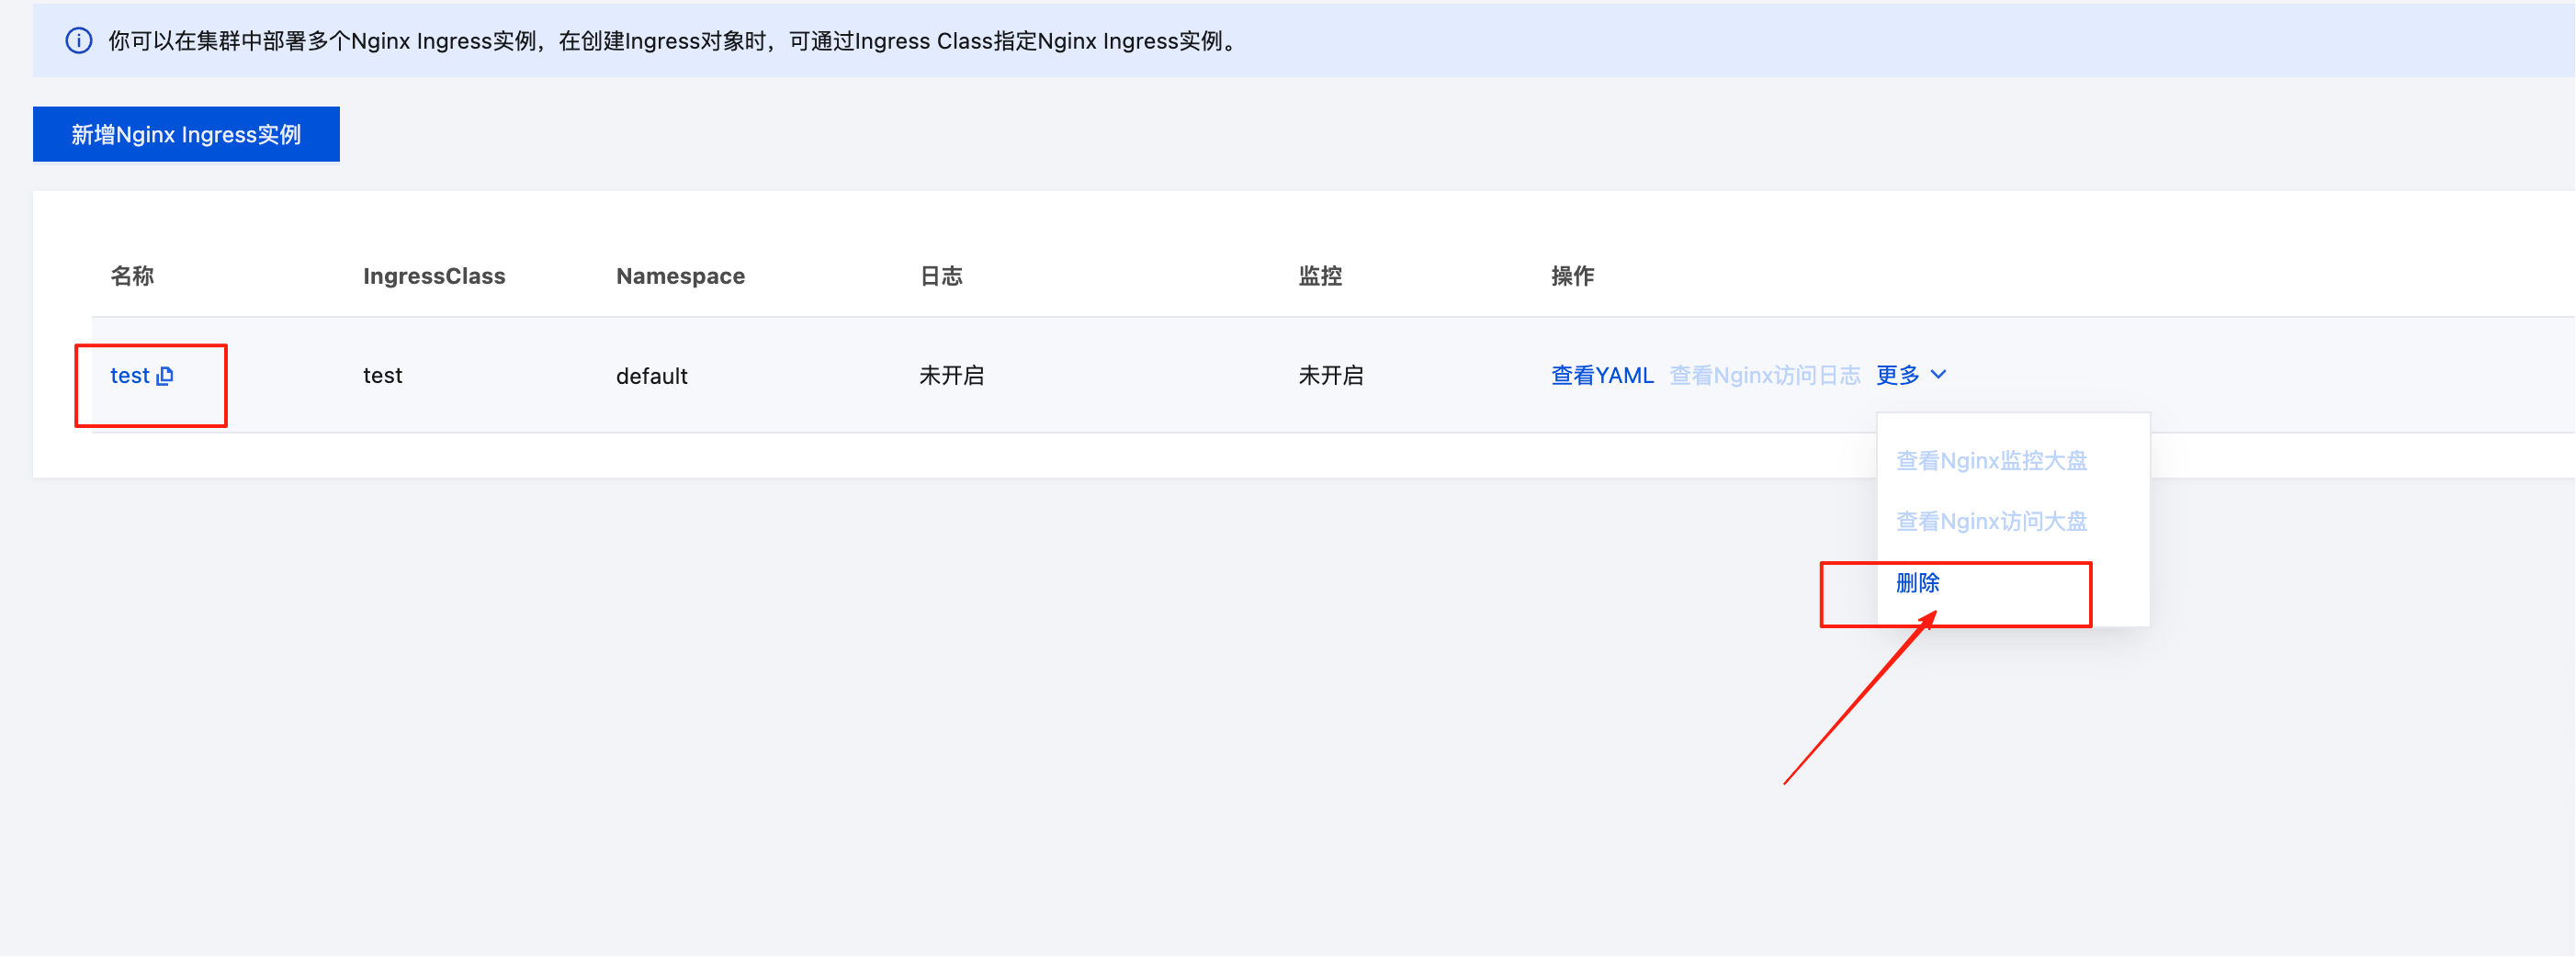 你可以在集群中部署多个Nginx Ingress实例，在创建Ingress对象时，可通过Ingress Class指定Nginx Ingress实例。
新增Nginx Ingress实例
名称 IngressClass Namespace 日志 监控 操作
test test default 未开启 未开启 查看YAML 查看Nginx访问日志 更多
查看Nginx监控大盘
查看Nginx访问大盘
删除